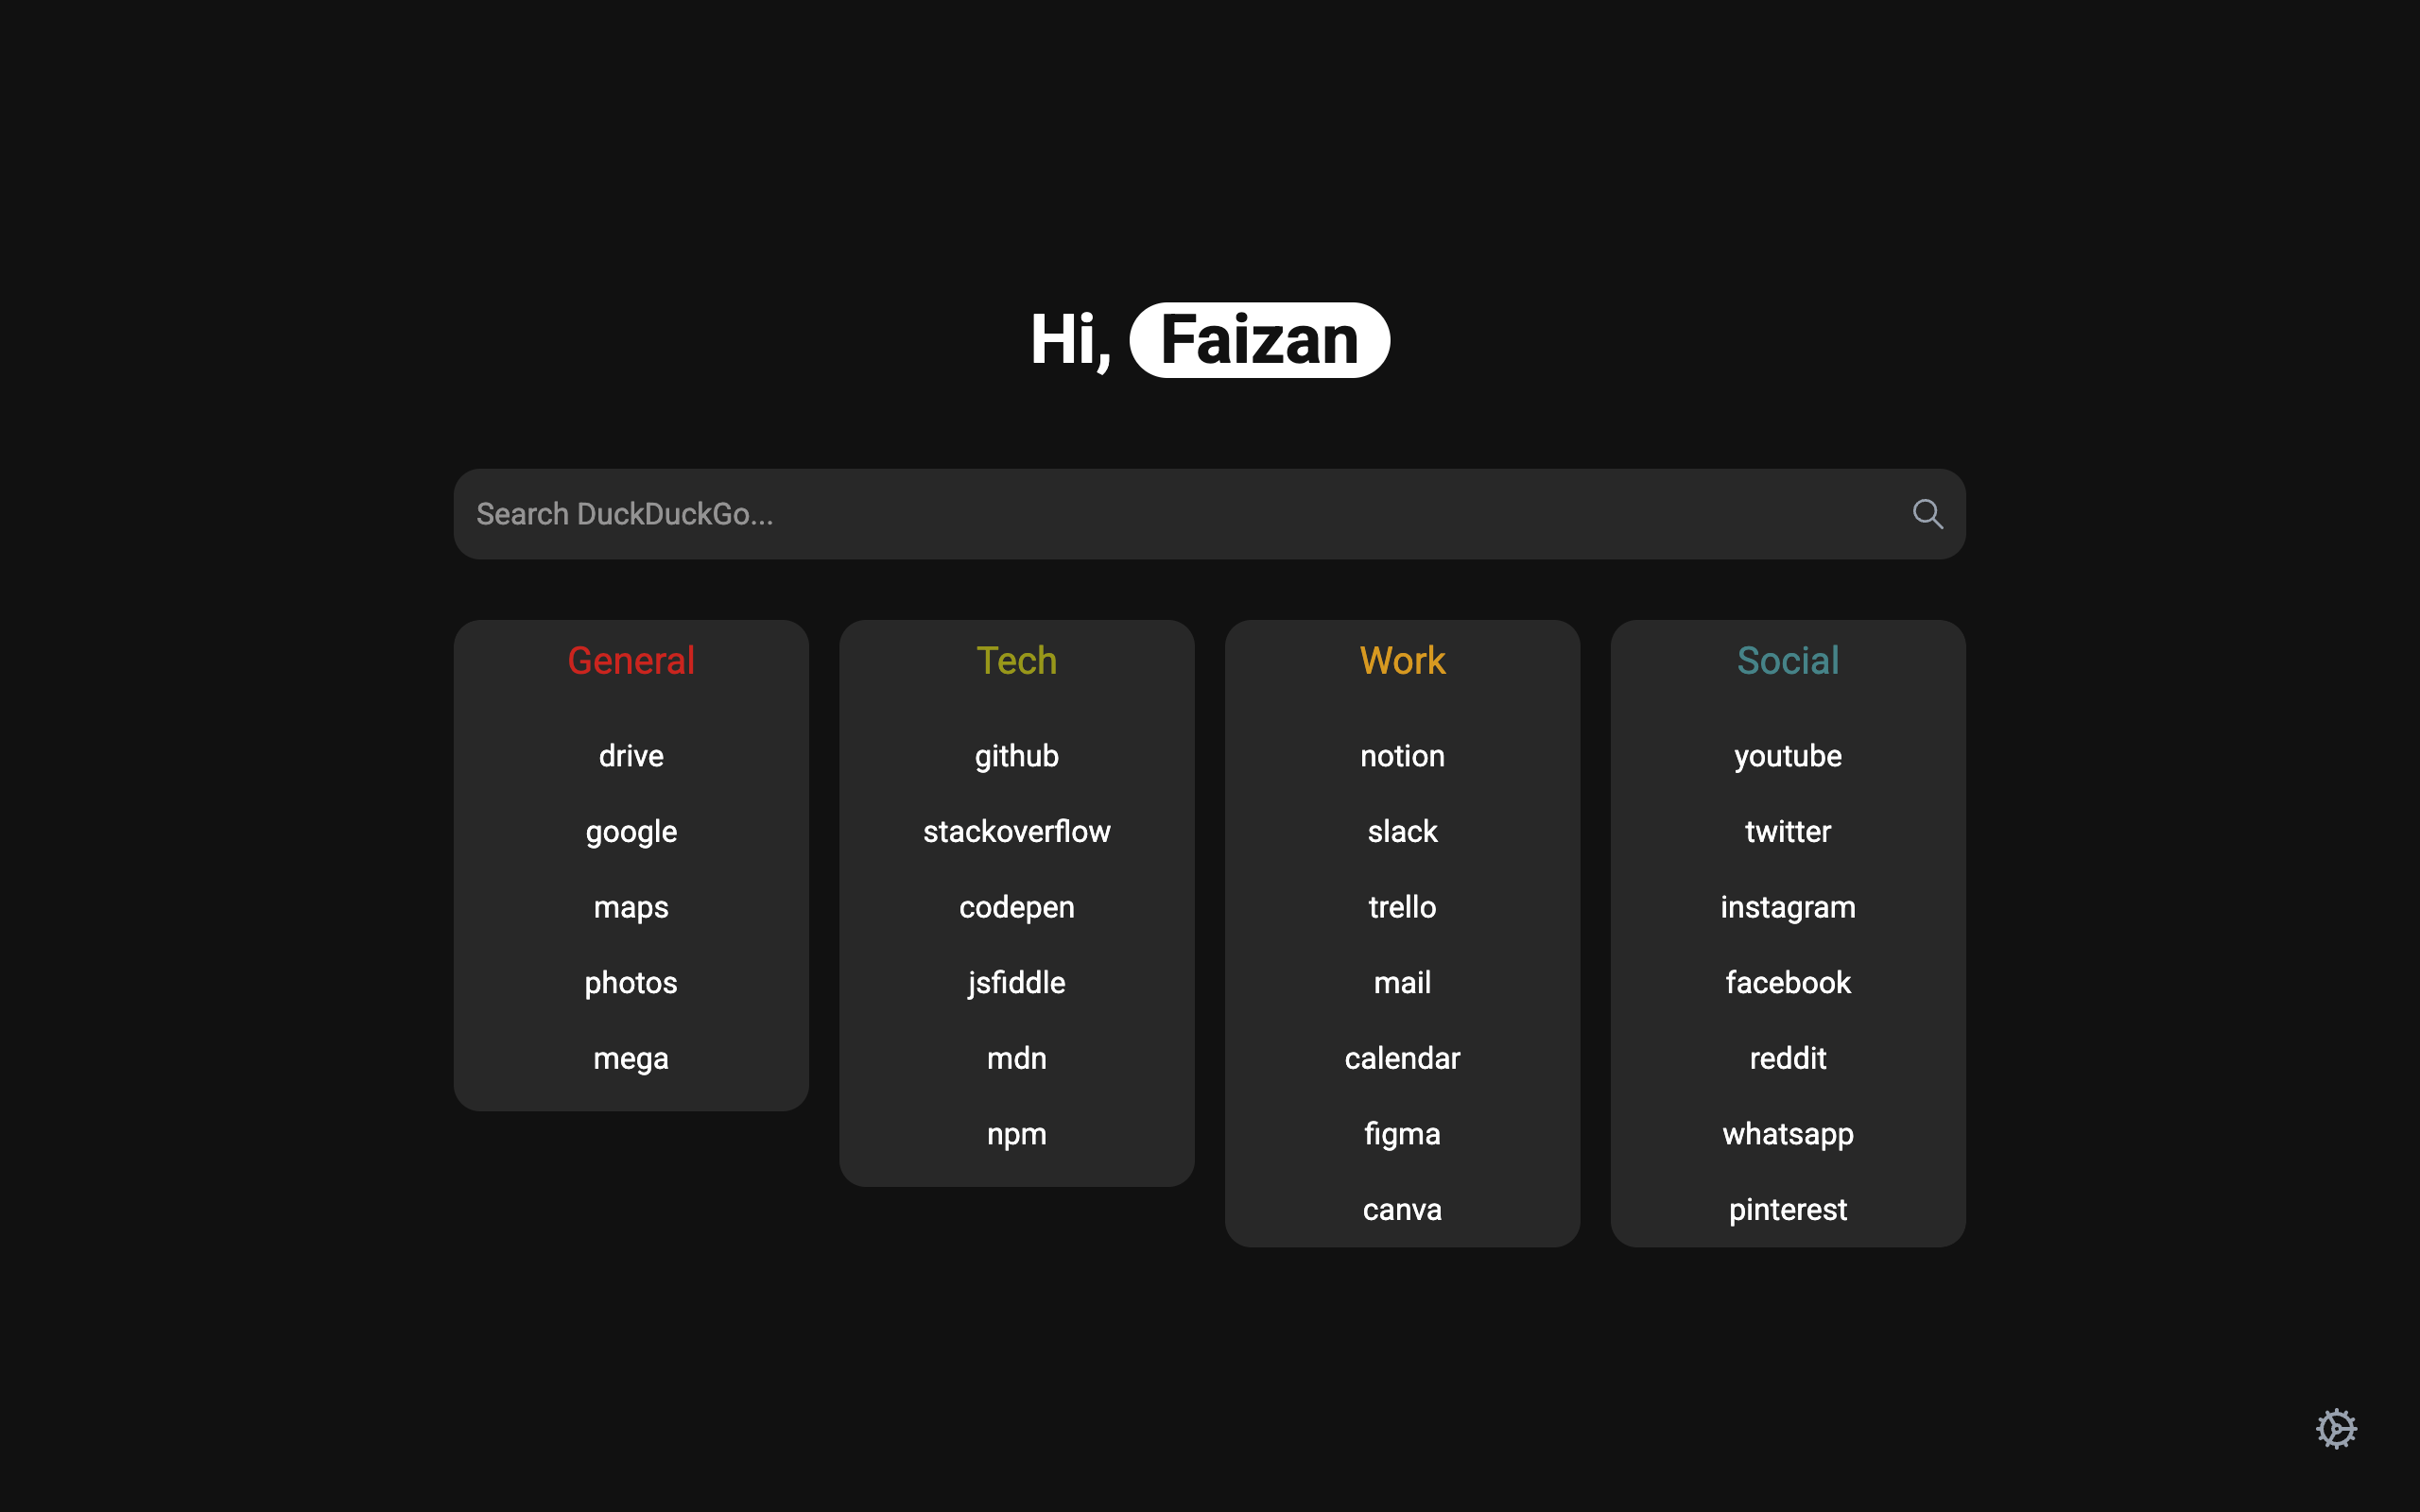 Hi, Faizan
Search DuckDuckGo...
General
drive
google
maps
photos
mega
Tech
github
stackoverflow
codepen
jsfiddle
mdn
npm
Work
notion
slack
trello
mail
calendar
figma
canva
Social
youtube
twitter
instagram
facebook
reddit
whatsapp
pinterest